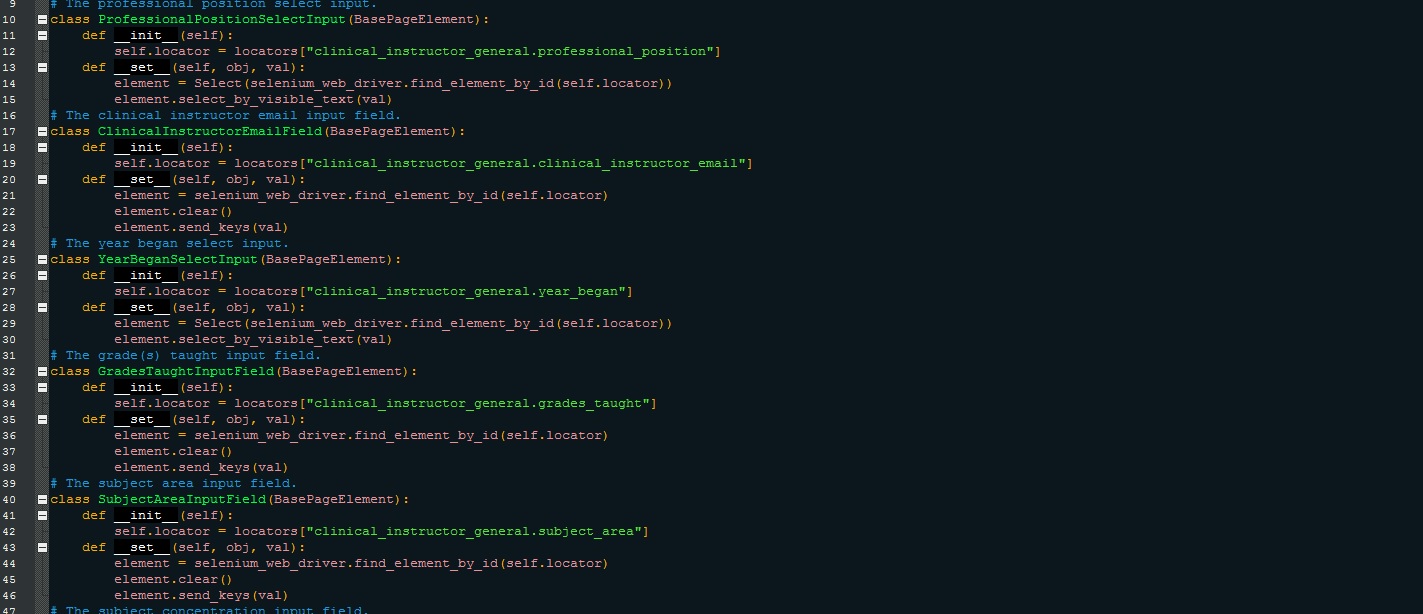 9 # The professional position select input.
10 class ProfessionalPositionSelectInput(BasePageElement):
11 def __init__(self):
12 self.locator = locators["clinical_instructor_general.professional_position"]
13 def __set__(self, obj, val):
14 element = Select(selenium_web_driver.find_element_by_id(self.locator))
15 element.select_by_visible_text(val)
16 # The clinical instructor email input field.
17 class ClinicalInstructorEmailField(BasePageElement):
18 def __init__(self):
19 self.locator = locators["clinical_instructor_general.clinical_instructor_email"]
20 def __set__(self, obj, val):
21 element = selenium_web_driver.find_element_by_id(self.locator)
22 element.clear()
23 element.send_keys(val)
24 # The year began select input.
25 class YearBeganSelectInput(BasePageElement):
26 def __init__(self):
27 self.locator = locators["clinical_instructor_general.year_began"]
28 def __set__(self, obj, val):
29 element = Select(selenium_web_driver.find_element_by_id(self.locator))
30 element.select_by_visible_text(val)
31 # The grade(s) taught input field.
32 class GradesTaughtInputField(BasePageElement):
33 def __init__(self):
34 self.locator = locators["clinical_instructor_general.grades_taught"]
35 def __set__(self, obj, val):
36 element = selenium_web_driver.find_element_by_id(self.locator)
37 element.clear()
38 element.send_keys(val)
39 # The subject area input field.
40 class SubjectAreaInputField(BasePageElement):
41 def __init__(self):
42 self.locator = locators["clinical_instructor_general.subject_area"]
43 def __set__(self, obj, val):
44 element = selenium_web_driver.find_element_by_id(self.locator)
45 element.clear()
46 element.send_keys(val)
47 # The subject concentration input field.